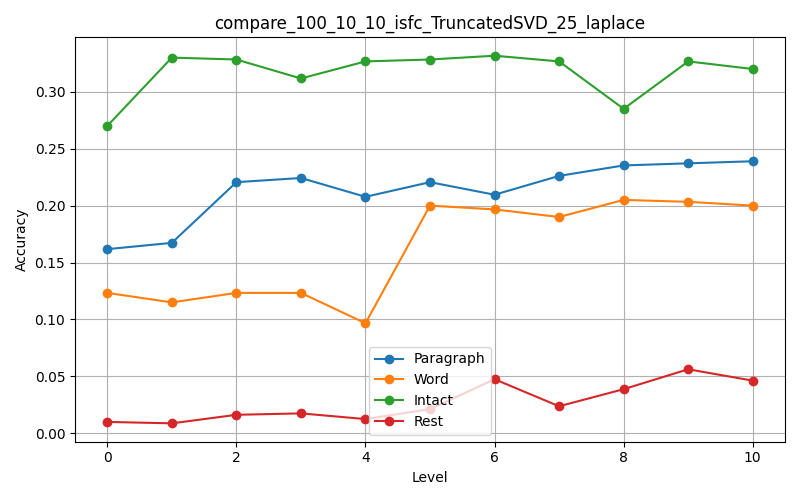 compare_100_10_10_isfc_TruncatedSVD_25_laplace
Accuracy
0.30
0.25
0.20
0.15
0.10
0.05
0.00
Paragraph
Word
Intact
Rest
0 2 4 6 8 10
Level